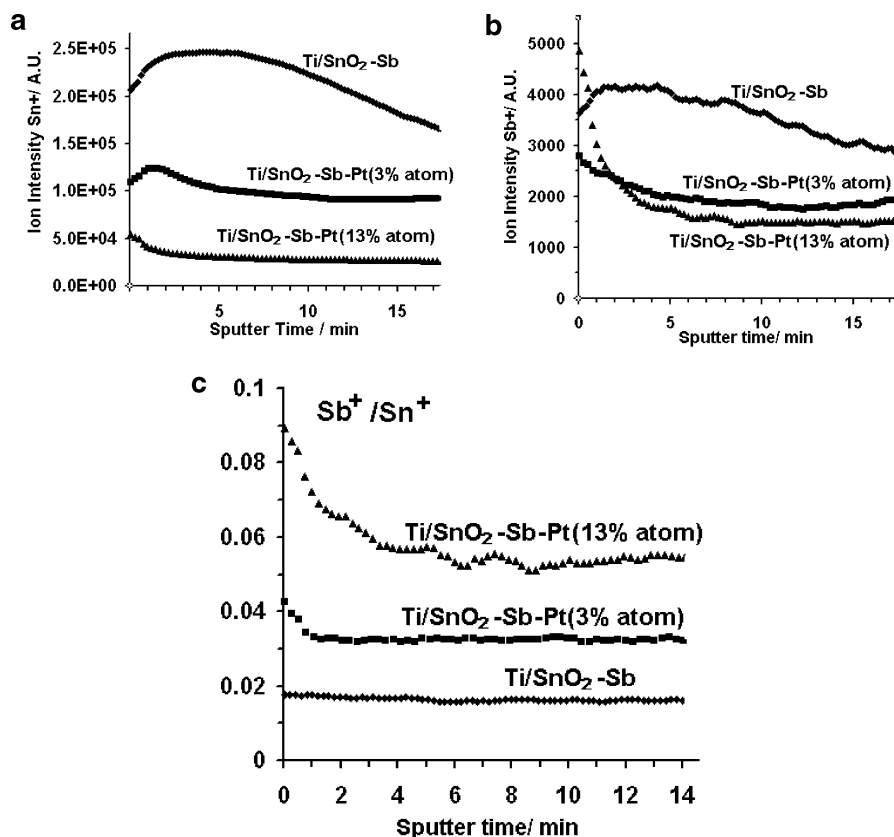 a
Ion Intensity Sn+/ A.U.
2.5E+05
2.0E+05
1.5E+05
1.0E+05
5.0E+04
0.0E+00
Ti/SnO₂-Sb
Ti/SnO₂-Sb-Pt(3% atom)
Ti/SnO₂-Sb-Pt(13% atom)
5 10 15
Sputter Time / min
b
Ion Intensity Sb+/ A.U.
5000
4000
3000
2000
1000
0
Ti/SnO₂-Sb
Ti/SnO₂-Sb-Pt(3% atom)
Ti/SnO₂-Sb-Pt(13% atom)
0 5 10 15
Sputter time/ min
c
Sb⁺/Sn⁺
0.1
0.08
0.06
0.04
0.02
0
Ti/SnO₂-Sb-Pt(13% atom)
Ti/SnO₂-Sb-Pt(3% atom)
Ti/SnO₂-Sb
0 2 4 6 8 10 12 14
Sputter time/ min